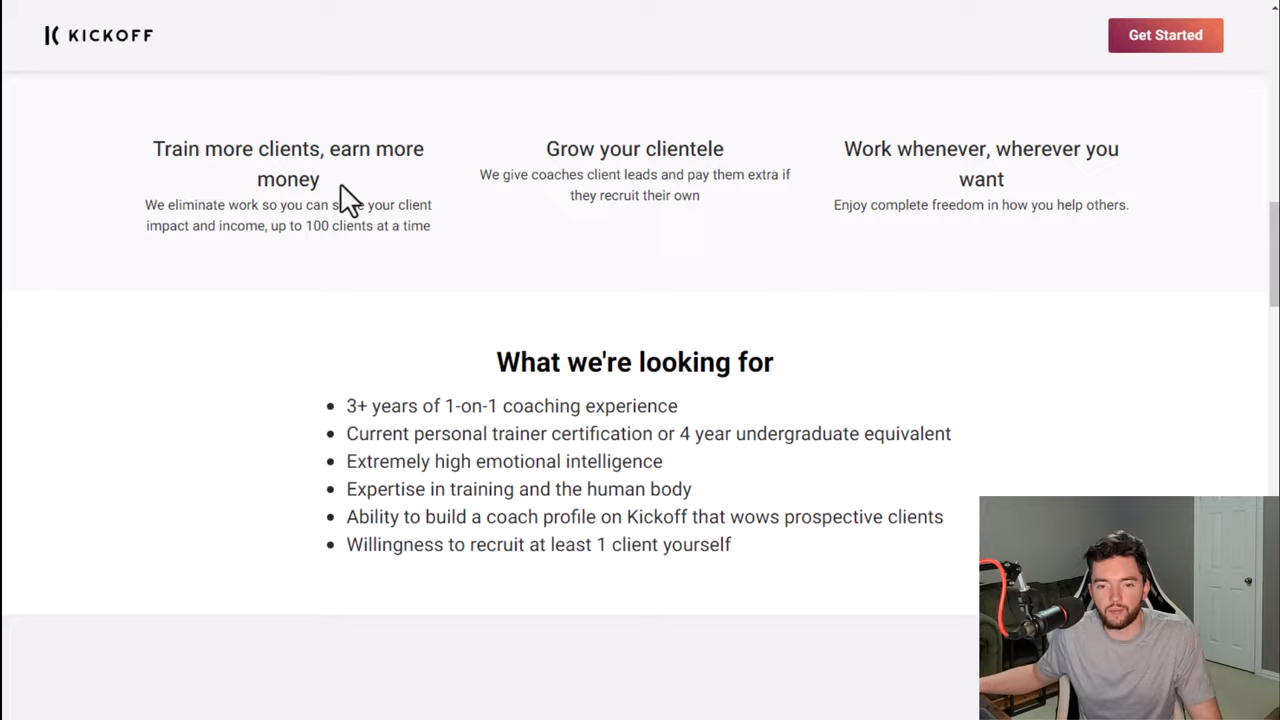 KICKOFF
Get Started
Train more clients, earn more
money
We eliminate work so you can your client
impact and income, up to 100 clients at a time
Grow your clientele
We give coaches client leads and pay them extra if
they recruit their own
Work whenever, wherever you
want
Enjoy complete freedom in how you help others.
What we're looking for
• 3+ years of 1-on-1 coaching experience
• Current personal trainer certification or 4 year undergraduate equivalent
• Extremely high emotional intelligence
• Expertise in training and the human body
• Ability to build a coach profile on Kickoff that wows prospective clients
• Willingness to recruit at least 1 client yourself